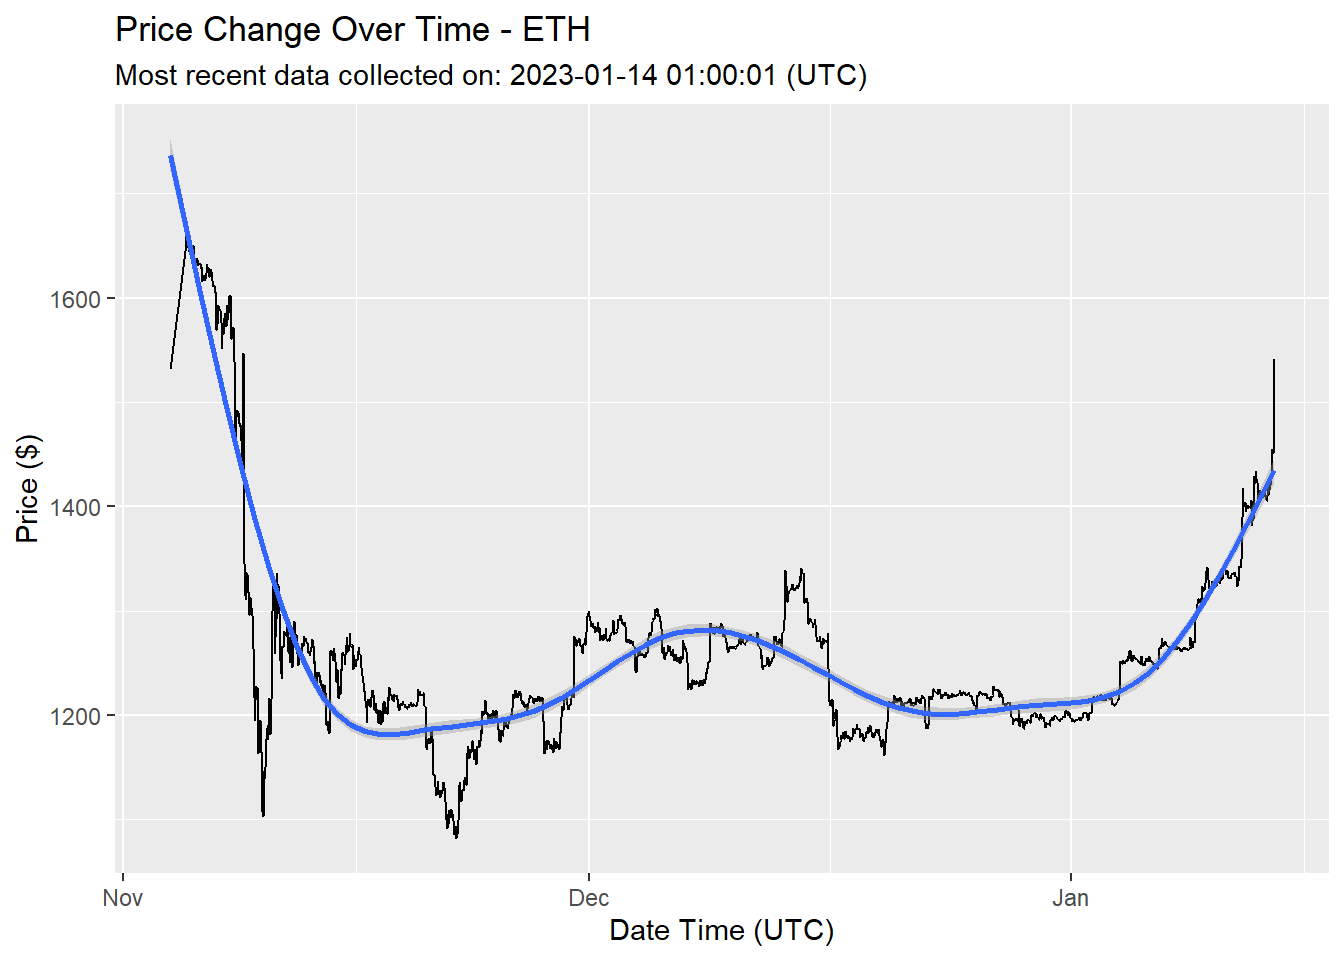 Price Change Over Time - ETH
Most recent data collected on: 2023-01-14 01:00:01 (UTC)
Price ($)
1600
1400
1200
Nov Dec Jan
Date Time (UTC)